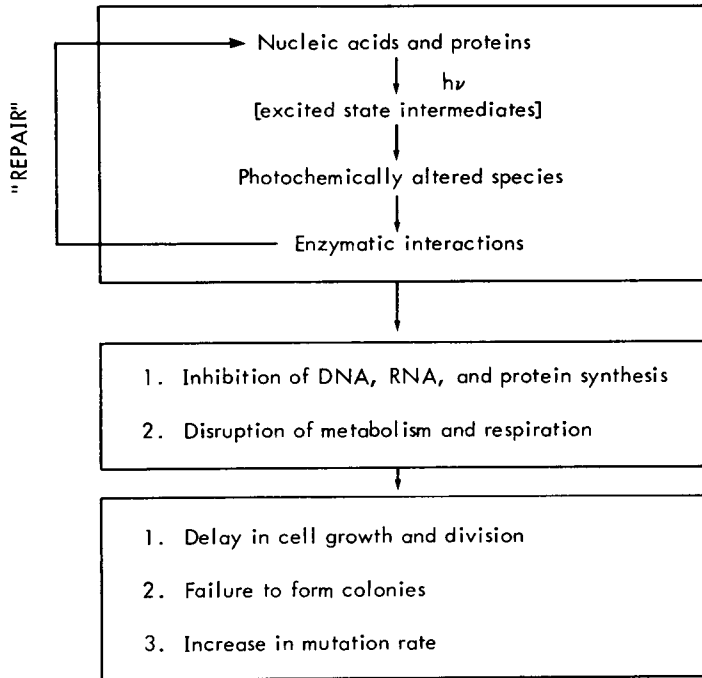 Nucleic acids and proteins
hν
[excited state intermediates]
Photochemically altered species
Enzymatic interactions
"REPAIR"
1. Inhibition of DNA, RNA, and protein synthesis
2. Disruption of metabolism and respiration
1. Delay in cell growth and division
2. Failure to form colonies
3. Increase in mutation rate